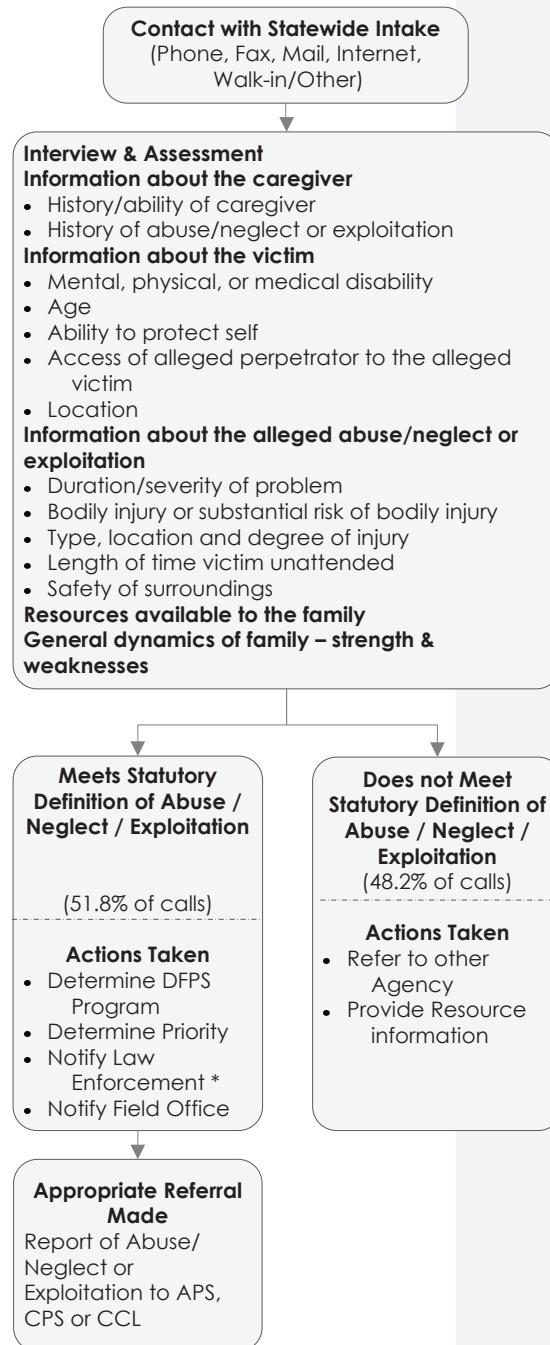 Contact with Statewide Intake
(Phone, Fax, Mail, Internet,
Walk-in/Other)
Interview & Assessment
Information about the caregiver
• History/ability of caregiver
• History of abuse/neglect or exploitation
Information about the victim
• Mental, physical, or medical disability
• Age
• Ability to protect self
• Access of alleged perpetrator to the alleged
victim
• Location
Information about the alleged abuse/neglect or
exploitation
• Duration/severity of problem
• Bodily injury or substantial risk of bodily injury
• Type, location and degree of injury
• Length of time victim unattended
• Safety of surroundings
Resources available to the family
General dynamics of family – strength &
weaknesses
Meets Statutory
Definition of Abuse /
Neglect / Exploitation
(51.8% of calls)
Actions Taken
• Determine DFPS
Program
• Determine Priority
• Notify Law
Enforcement *
• Notify Field Office
Does not Meet
Statutory Definition of
Abuse / Neglect /
Exploitation
(48.2% of calls)
Actions Taken
• Refer to other
Agency
• Provide Resource
information
Appropriate Referral
Made
Report of Abuse/
Neglect or
Exploitation to APS,
CPS or CCL